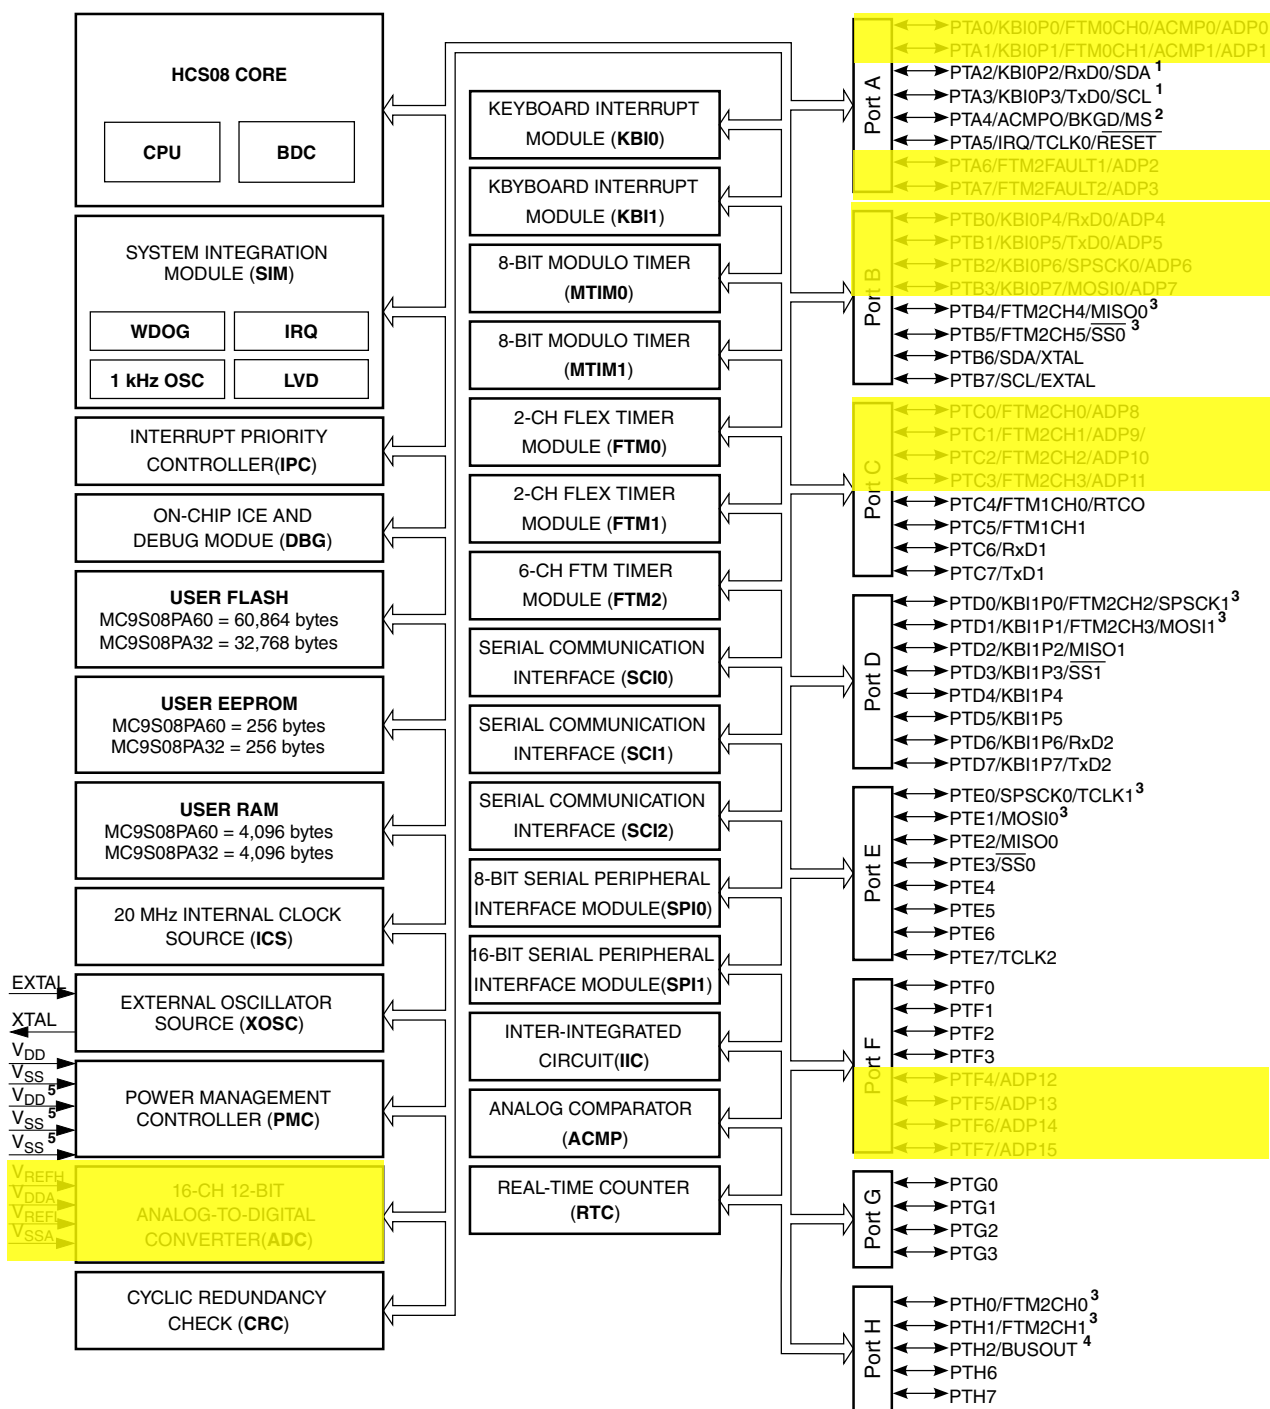 HCS08 CORE
CPU
BDC
SYSTEM INTEGRATION
MODULE (SIM)
WDOG
IRQ
1 kHz OSC
LVD
INTERRUPT PRIORITY
CONTROLLER(IPC)
ON-CHIP ICE AND
DEBUG MODUE (DBG)
USER FLASH
MC9S08PA60 = 60,864 bytes
MC9S08PA32 = 32,768 bytes
USER EEPROM
MC9S08PA60 = 256 bytes
MC9S08PA32 = 256 bytes
USER RAM
MC9S08PA60 = 4,096 bytes
MC9S08PA32 = 4,096 bytes
20 MHz INTERNAL CLOCK
SOURCE (ICS)
EXTAL
XTAL
EXTERNAL OSCILLATOR
SOURCE (XOSC)
VDD
VSS
VDD 5
VSS 5
VSS 5
POWER MANAGEMENT
CONTROLLER (PMC)
VREFH
VDDA
VREFL
VSSA
16-CH 12-BIT
ANALOG-TO-DIGITAL
CONVERTER(ADC)
CYCLIC REDUNDANCY
CHECK (CRC)
KEYBOARD INTERRUPT
MODULE (KBI0)
KBYBOARD INTERRUPT
MODULE (KBI1)
8-BIT MODULO TIMER
(MTIM0)
8-BIT MODULO TIMER
(MTIM1)
2-CH FLEX TIMER
MODULE (FTM0)
2-CH FLEX TIMER
MODULE (FTM1)
6-CH FTM TIMER
MODULE (FTM2)
SERIAL COMMUNICATION
INTERFACE (SCI0)
SERIAL COMMUNICATION
INTERFACE (SCI1)
SERIAL COMMUNICATION
INTERFACE (SCI2)
8-BIT SERIAL PERIPHERAL
INTERFACE MODULE(SPI0)
16-BIT SERIAL PERIPHERAL
INTERFACE MODULE(SPI1)
INTER-INTEGRATED
CIRCUIT(IIC)
ANALOG COMPARATOR
(ACMP)
REAL-TIME COUNTER
(RTC)
Port A
PTA0/KBI0P0/FTM0CH0/ACMP0/ADP0
PTA1/KBI0P1/FTM0CH1/ACMP1/ADP1
PTA2/KBI0P2/RxD0/SDA 1
PTA3/KBI0P3/TxD0/SCL 1
PTA4/ACMPO/BKGD/MS 2
PTA5/IRQ/TCLK0/RESET
PTA6/FTM2FAULT1/ADP2
PTA7/FTM2FAULT2/ADP3
Port B
PTB0/KBI0P4/RxD0/ADP4
PTB1/KBI0P5/TxD0/ADP5
PTB2/KBI0P6/SPSCK0/ADP6
PTB3/KBI0P7/MOSI0/ADP7
PTB4/FTM2CH4/MISO0 3
PTB5/FTM2CH5/SS0 3
PTB6/SDA/XTAL
PTB7/SCL/EXTAL
Port C
PTC0/FTM2CH0/ADP8
PTC1/FTM2CH1/ADP9/
PTC2/FTM2CH2/ADP10
PTC3/FTM2CH3/ADP11
PTC4/FTM1CH0/RTCO
PTC5/FTM1CH1
PTC6/RxD1
PTC7/TxD1
Port D
PTD0/KBI1P0/FTM2CH2/SPSCK1 3
PTD1/KBI1P1/FTM2CH3/MOSI1 3
PTD2/KBI1P2/MISO1
PTD3/KBI1P3/SS1
PTD4/KBI1P4
PTD5/KBI1P5
PTD6/KBI1P6/RxD2
PTD7/KBI1P7/TxD2
Port E
PTE0/SPSCK0/TCLK1 3
PTE1/MOSI0 3
PTE2/MISO0
PTE3/SS0
PTE4
PTE5
PTE6
PTE7/TCLK2
Port F
PTF0
PTF1
PTF2
PTF3
PTF4/ADP12
PTF5/ADP13
PTF6/ADP14
PTF7/ADP15
Port G
PTG0
PTG1
PTG2
PTG3
Port H
PTH0/FTM2CH0 3
PTH1/FTM2CH1 3
PTH2/BUSOUT 4
PTH6
PTH7